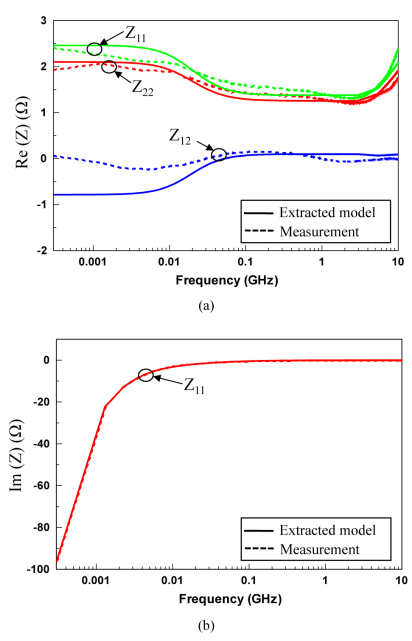 3
Z11
2
Z22
1
Z12
0
-1
Extracted model
Measurement
-2
0.001 0.01 0.1 1 10
Re (Z) (Ω)
Frequency (GHz)
(a)
0
Z11
-20
-40
-60
-80
Extracted model
Measurement
-100
0.001 0.01 0.1 1 10
Im (Z) (Ω)
Frequency (GHz)
(b)